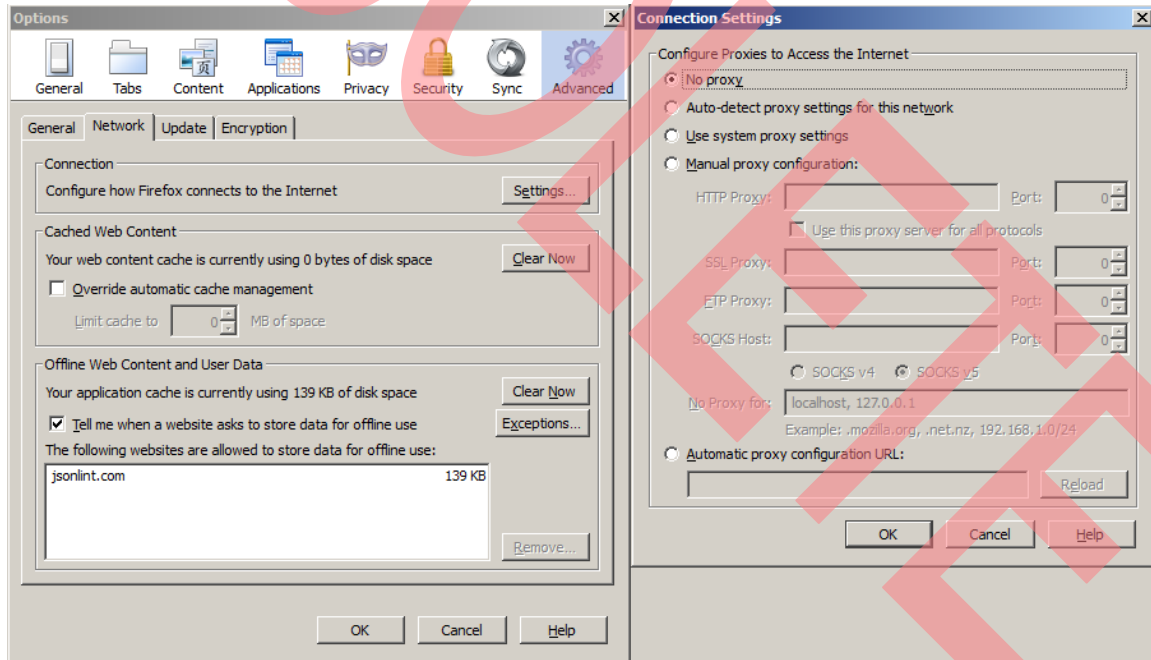 Options
General Tabs Content Applications Privacy Security Sync Advanced
General Network Update Encryption
Connection
Configure how Firefox connects to the Internet Settings...
Cached Web Content
Your web content cache is currently using 0 bytes of disk space Clear Now
Override automatic cache management
Limit cache to 0 MB of space
Offline Web Content and User Data
Your application cache is currently using 139 KB of disk space Clear Now
Tell me when a website asks to store data for offline use Exceptions...
The following websites are allowed to store data for offline use:
jsonlint.com 139 KB
Remove...
OK Cancel Help
Connection Settings
Configure Proxies to Access the Internet
No proxy
Auto-detect proxy settings for this network
Use system proxy settings
Manual proxy configuration:
HTTP Proxy: Port: 0
Use this proxy server for all protocols
SSL Proxy: Port: 0
FTP Proxy: Port: 0
SOCKS Host: Port: 0
SOCKS v4 SOCKS v5
No Proxy for: localhost, 127.0.0.1
Example: .mozilla.org, .net.nz, 192.168.1.0/24
Automatic proxy configuration URL:
Reload
OK Cancel Help